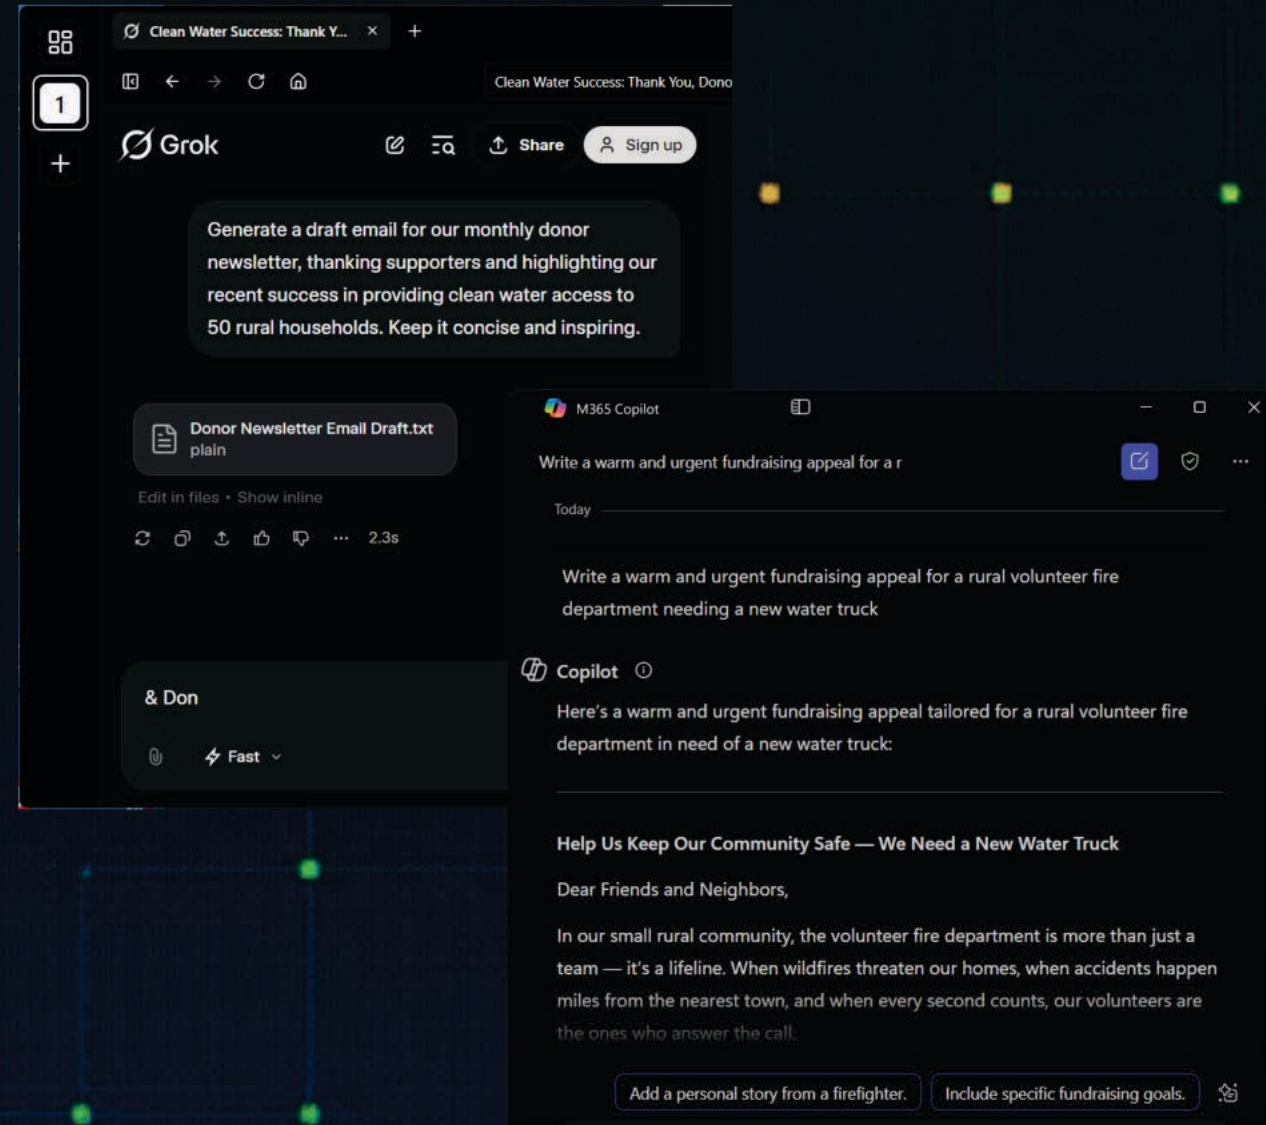 Clean Water Success: Thank Y...
1
Clean Water Success: Thank You, Dono
Grok
Share
Sign up
Generate a draft email for our monthly donor
newsletter, thanking supporters and highlighting our
recent success in providing clean water access to
50 rural households. Keep it concise and inspiring.
Donor Newsletter Email Draft.txt
plain
Edit in files • Show inline
2.3s
& Don
Fast
M365 Copilot
Write a warm and urgent fundraising appeal for a r
Today
Write a warm and urgent fundraising appeal for a rural volunteer fire
department needing a new water truck
Copilot
Here's a warm and urgent fundraising appeal tailored for a rural volunteer fire
department in need of a new water truck:
Help Us Keep Our Community Safe — We Need a New Water Truck
Dear Friends and Neighbors,
In our small rural community, the volunteer fire department is more than just a
team — it's a lifeline. When wildfires threaten our homes, when accidents happen
miles from the nearest town, and when every second counts, our volunteers are
the ones who answer the call.
Add a personal story from a firefighter.
Include specific fundraising goals.